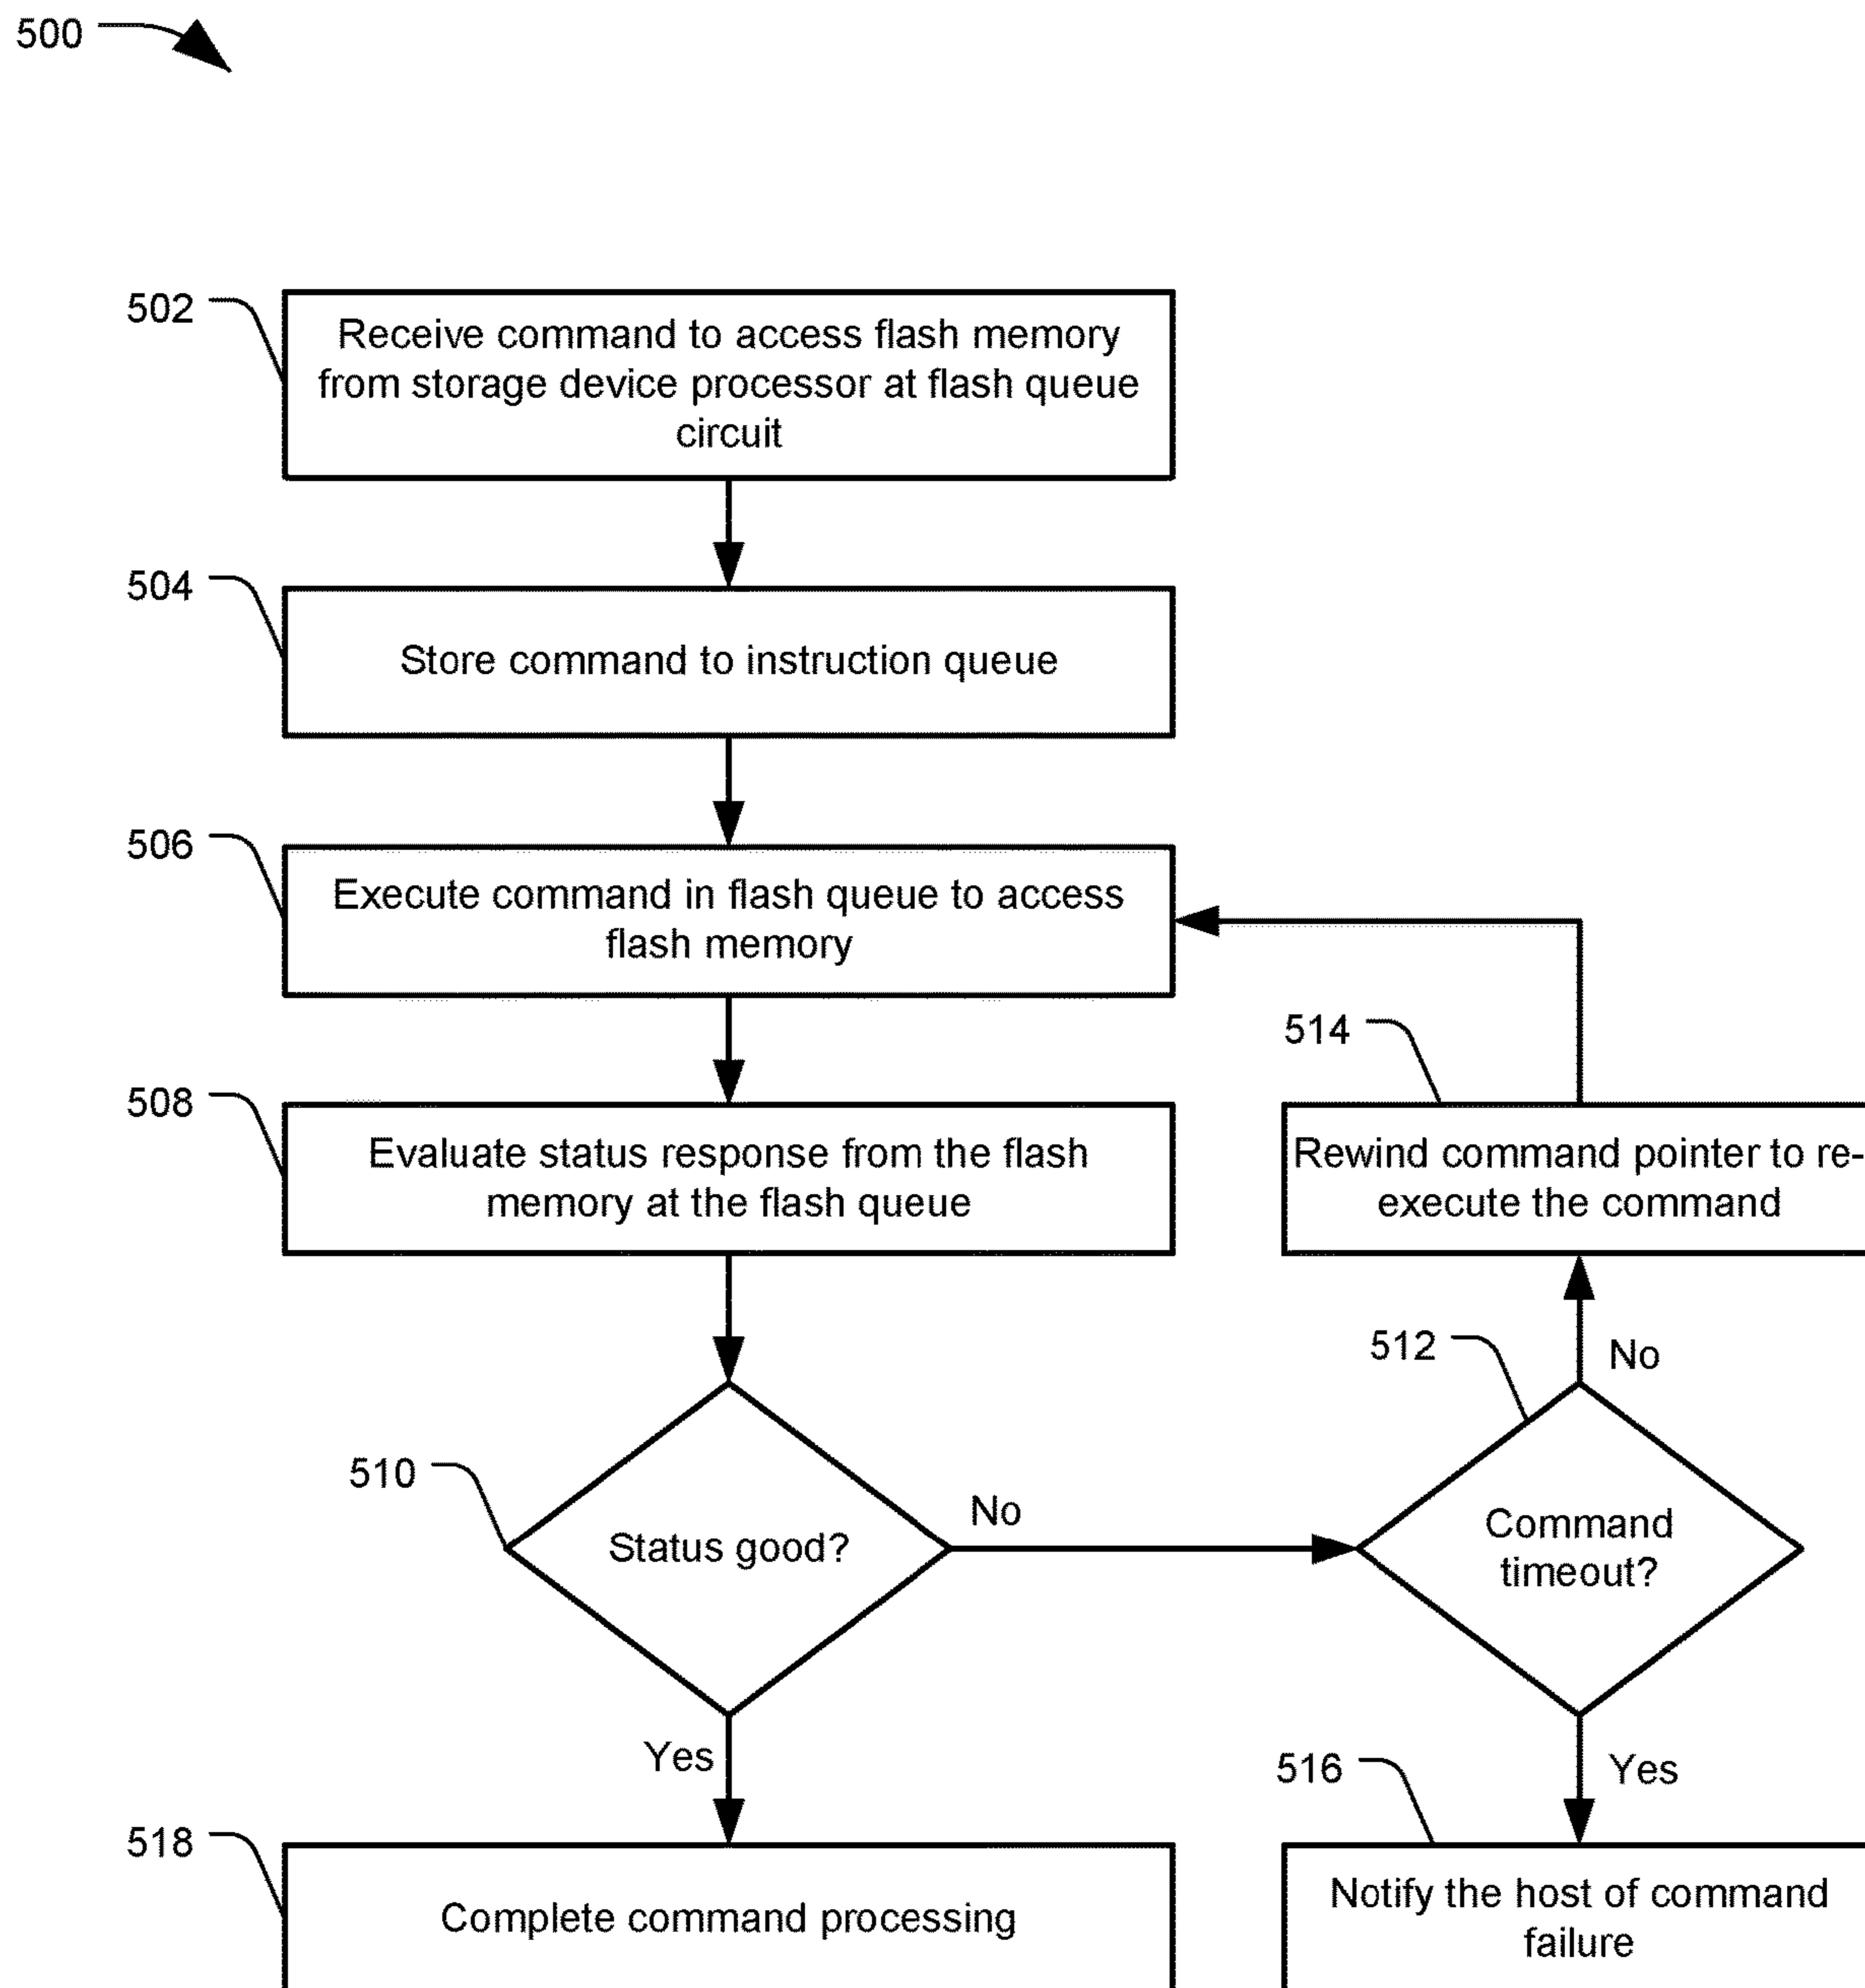 500
502
Receive command to access flash memory
from storage device processor at flash queue
circuit
504
Store command to instruction queue
506
Execute command in flash queue to access
flash memory
508
Evaluate status response from the flash
memory at the flash queue
514
Rewind command pointer to re-
execute the command
510
Status good?
No
512
Command
timeout?
No
Yes
Yes
518
Complete command processing
516
Notify the host of command
failure